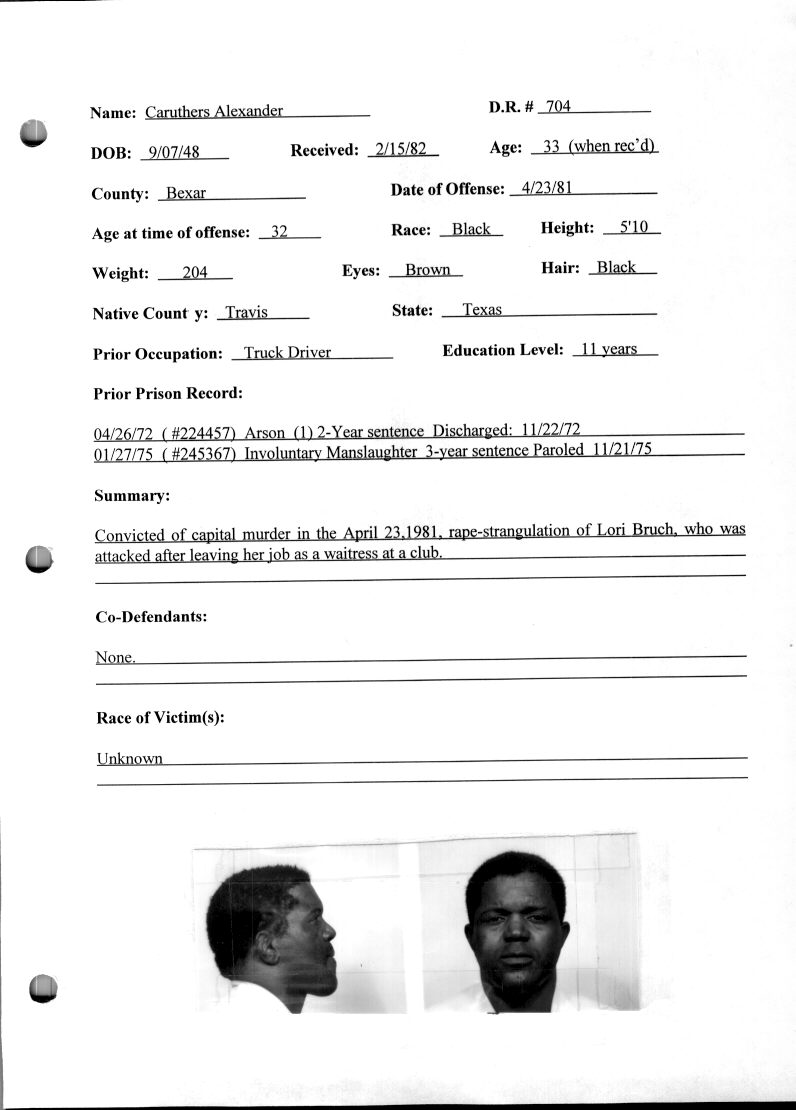 Name: Caruthers Alexander D.R. # 704
DOB: 9/07/48 Received: 2/15/82 Age: 33 (when rec'd)
County: Bexar Date of Offense: 4/23/81
Age at time of offense: 32 Race: Black Height: 5'10
Weight: 204 Eyes: Brown Hair: Black
Native Count y: Travis State: Texas
Prior Occupation: Truck Driver Education Level: 11 years
Prior Prison Record:
04/26/72 ( #224457) Arson (1) 2-Year sentence Discharged: 11/22/72
01/27/75 ( #245367) Involuntary Manslaughter 3-year sentence Paroled 11/21/75
Summary:
Convicted of capital murder in the April 23,1981, rape-strangulation of Lori Bruch, who was
attacked after leaving her job as a waitress at a club.
Co-Defendants:
None.
Race of Victim(s):
Unknown